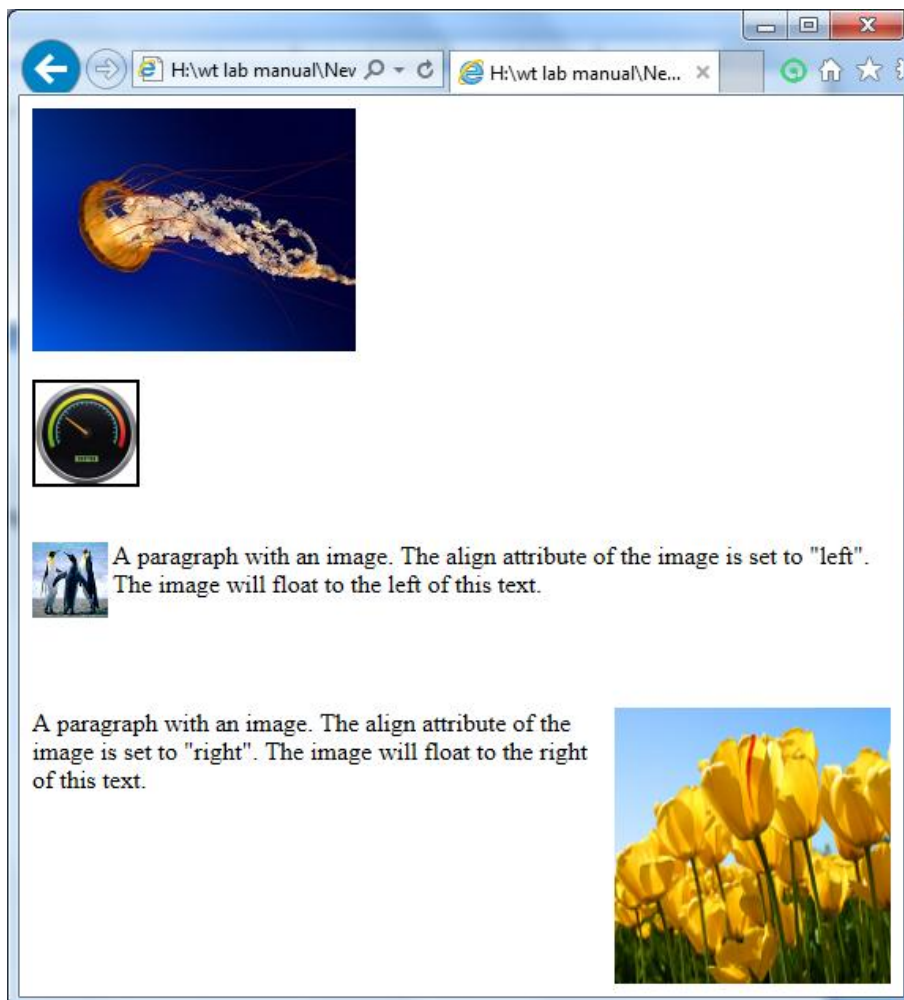 H:\wt lab manual\Nev
H:\wt lab manual\Ne...
A paragraph with an image. The align attribute of the image is set to "left".
The image will float to the left of this text.
A paragraph with an image. The align attribute of the
image is set to "right". The image will float to the right
of this text.